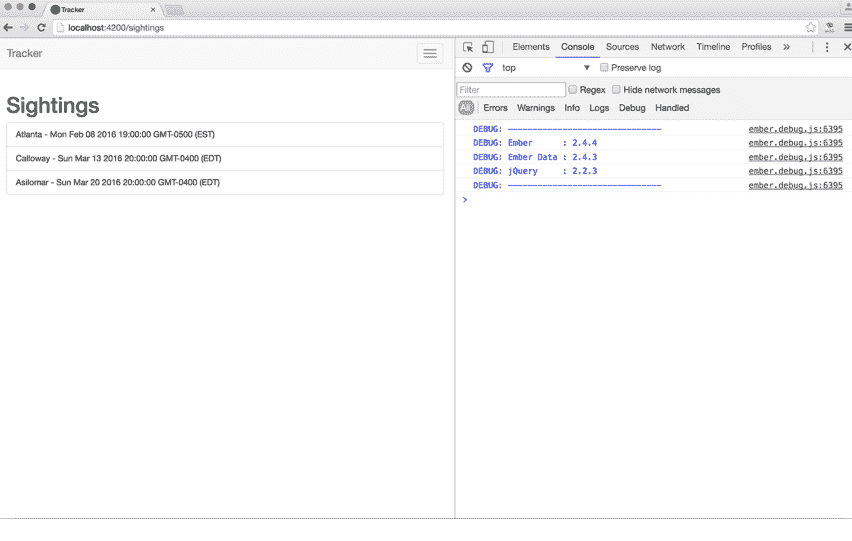 Tracker
localhost:4200/sightings
Tracker
Sightings
Atlanta - Mon Feb 08 2016 19:00:00 GMT-0500 (EST)
Calloway - Sun Mar 13 2016 20:00:00 GMT-0400 (EDT)
Asilomar - Sun Mar 20 2016 20:00:00 GMT-0400 (EDT)
Elements Console Sources Network Timeline Profiles »
top ▼ Preserve log
Filter Regex Hide network messages
All Errors Warnings Info Logs Debug Handled
DEBUG: ------------------------------- ember.debug.js:6395
DEBUG: Ember : 2.4.4 ember.debug.js:6395
DEBUG: Ember Data : 2.4.3 ember.debug.js:6395
DEBUG: jQuery : 2.2.3 ember.debug.js:6395
DEBUG: ------------------------------- ember.debug.js:6395
>